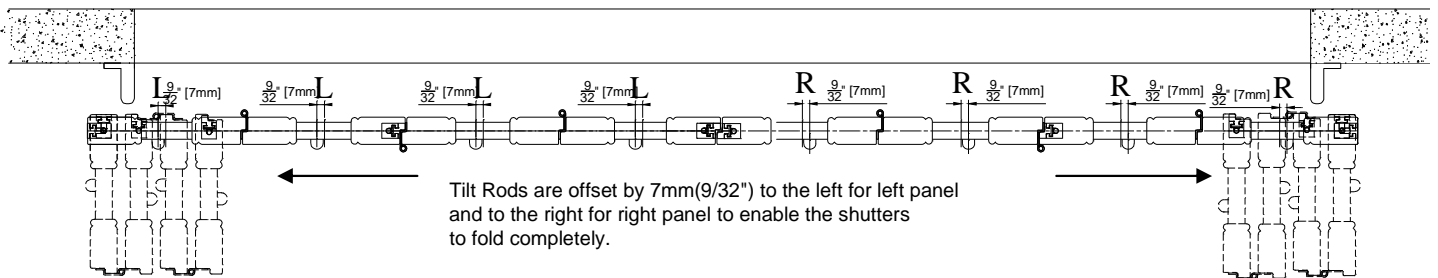 L 9/32" [7mm] 9/32" [7mm] L 9/32" [7mm] L 9/32" [7mm] L R 9/32" [7mm] R 9/32" [7mm] R 9/32" [7mm] 9/32" [7mm] R
Tilt Rods are offset by 7mm(9/32") to the left for left panel
and to the right for right panel to enable the shutters
to fold completely.